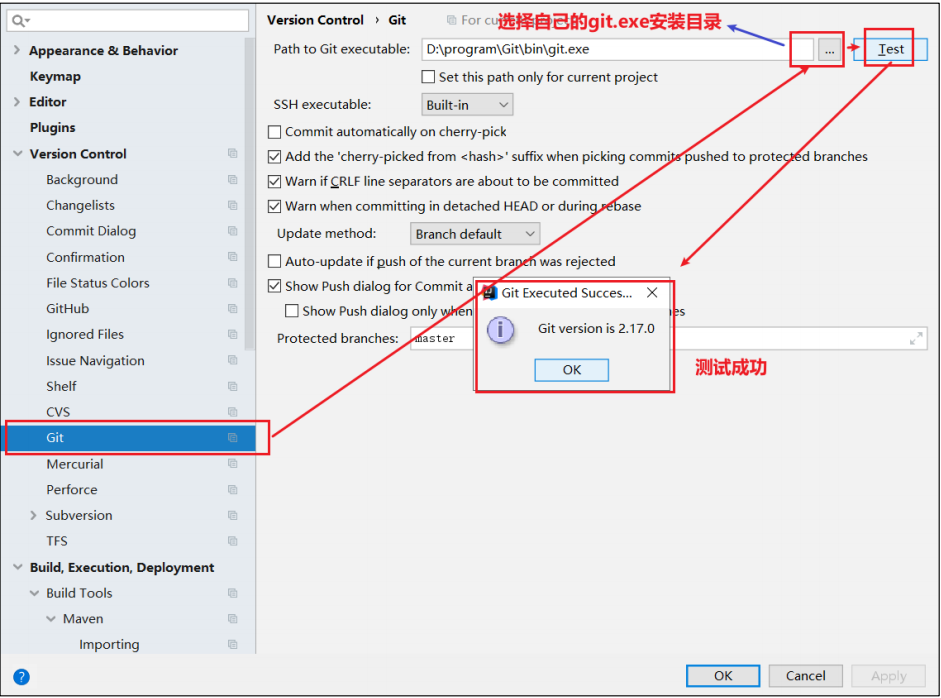 Version Control › Git
For cu
选择自己的git.exe安装目录
Appearance & Behavior
Path to Git executable:
D:\program\Git\bin\git.exe
...
Test
Keymap
Set this path only for current project
Editor
SSH executable:
Built-in
Plugins
Commit automatically on cherry-pick
Version Control
Add the 'cherry-picked from <hash>' suffix when picking commits pushed to protected branches
Background
Warn if CRLF line separators are about to be committed
Changelists
Warn when committing in detached HEAD or during rebase
Commit Dialog
Update method:
Branch default
Confirmation
Auto-update if push of the current branch was rejected
File Status Colors
Show Push dialog for Commit a
Git Executed Succes...
GitHub
Show Push dialog only when
es
Git version is 2.17.0
Ignored Files
Protected branches:
master
Issue Navigation
OK
测试成功
Shelf
CVS
Git
Mercurial
Perforce
Subversion
TFS
Build, Execution, Deployment
Build Tools
Maven
Importing
?
OK
Cancel
Apply